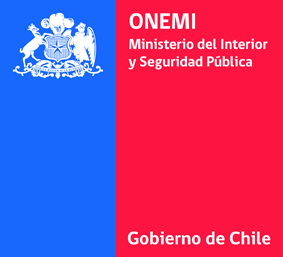 ONEMI
Ministerio del Interior
y Seguridad Pública
Gobierno de Chile